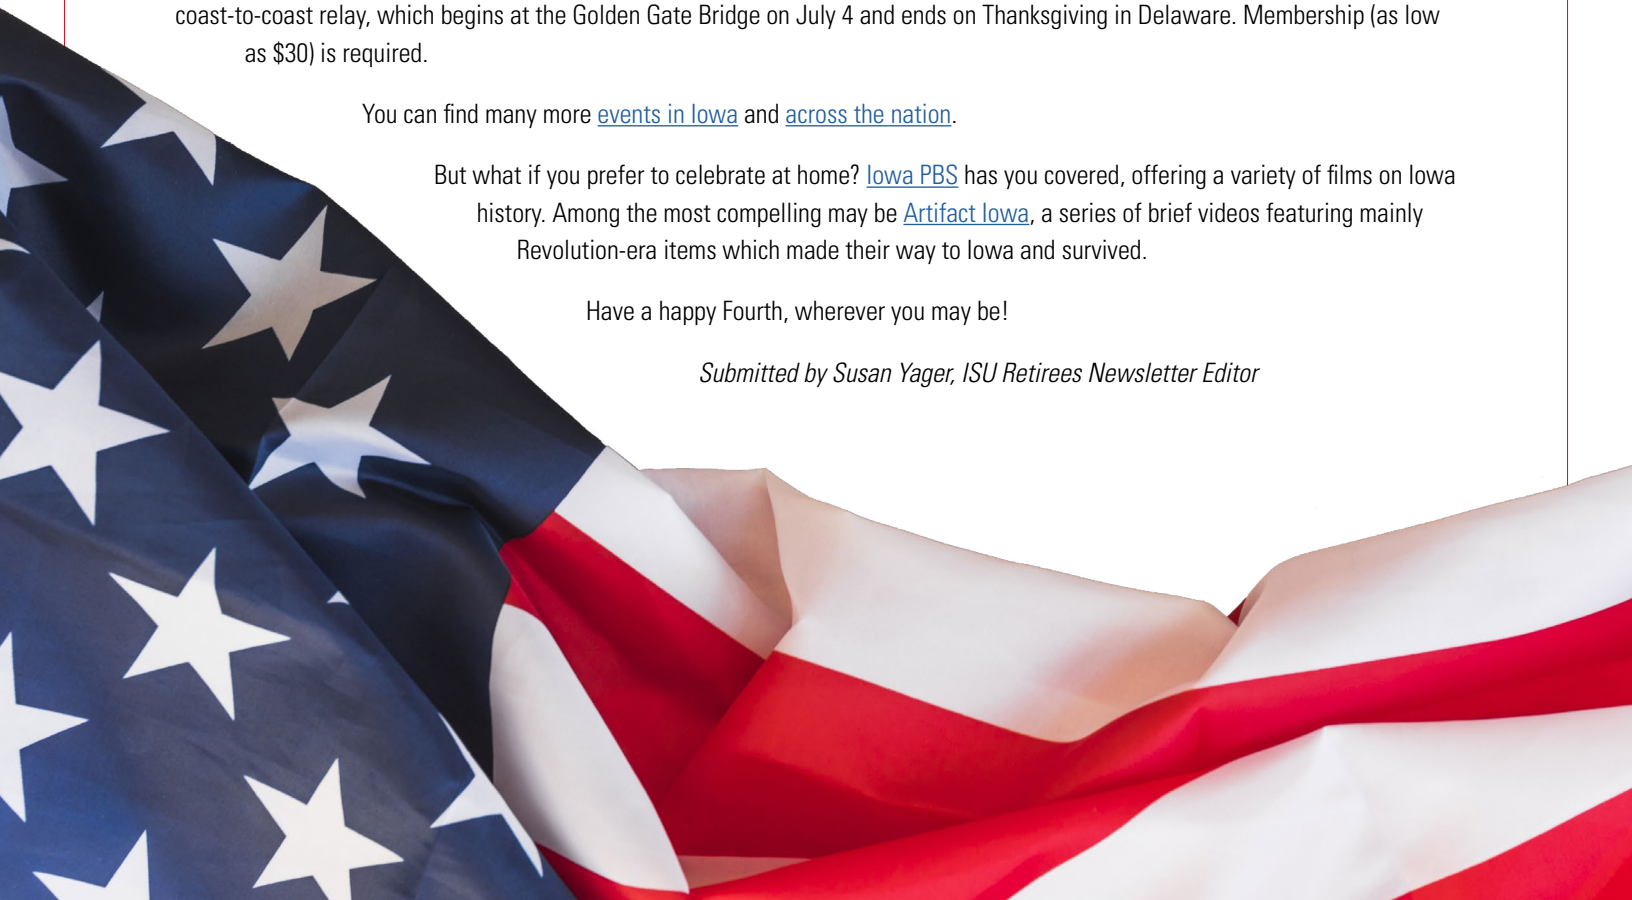 coast-to-coast relay, which begins at the Golden Gate Bridge on July 4 and ends on Thanksgiving in Delaware. Membership (as low
as $30) is required.
You can find many more events in Iowa and across the nation.
But what if you prefer to celebrate at home? Iowa PBS has you covered, offering a variety of films on Iowa
history. Among the most compelling may be Artifact Iowa, a series of brief videos featuring mainly
Revolution-era items which made their way to Iowa and survived.
Have a happy Fourth, wherever you may be!
Submitted by Susan Yager, ISU Retirees Newsletter Editor